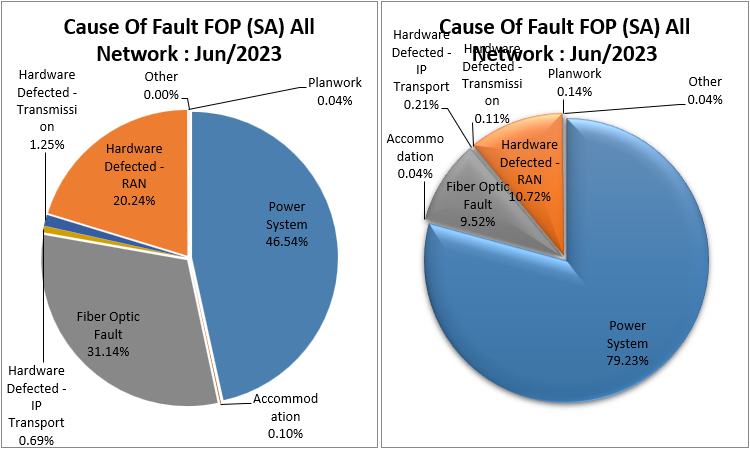 Cause Of Fault FOP (SA) All
Network : Jun/2023
Hardware
Defected -
Transmissi
on
1.25%
Other
0.00%
Planwork
0.04%
Hardware
Defected -
RAN
20.24%
Power
System
46.54%
Fiber Optic
Fault
31.14%
Hardware
Defected -
IP
Transport
0.69%
Accommod
ation
0.10%
Cause Of Fault FOP (SA) All
Network : Jun/2023
Hardware
Defected -
IP
Transport
0.21%
Hardware
Defected -
Transmissi
on
0.11%
Planwork
0.14%
Other
0.04%
Accommo
dation
0.04%
Hardware
Defected -
RAN
10.72%
Fiber Optic
Fault
9.52%
Power
System
79.23%